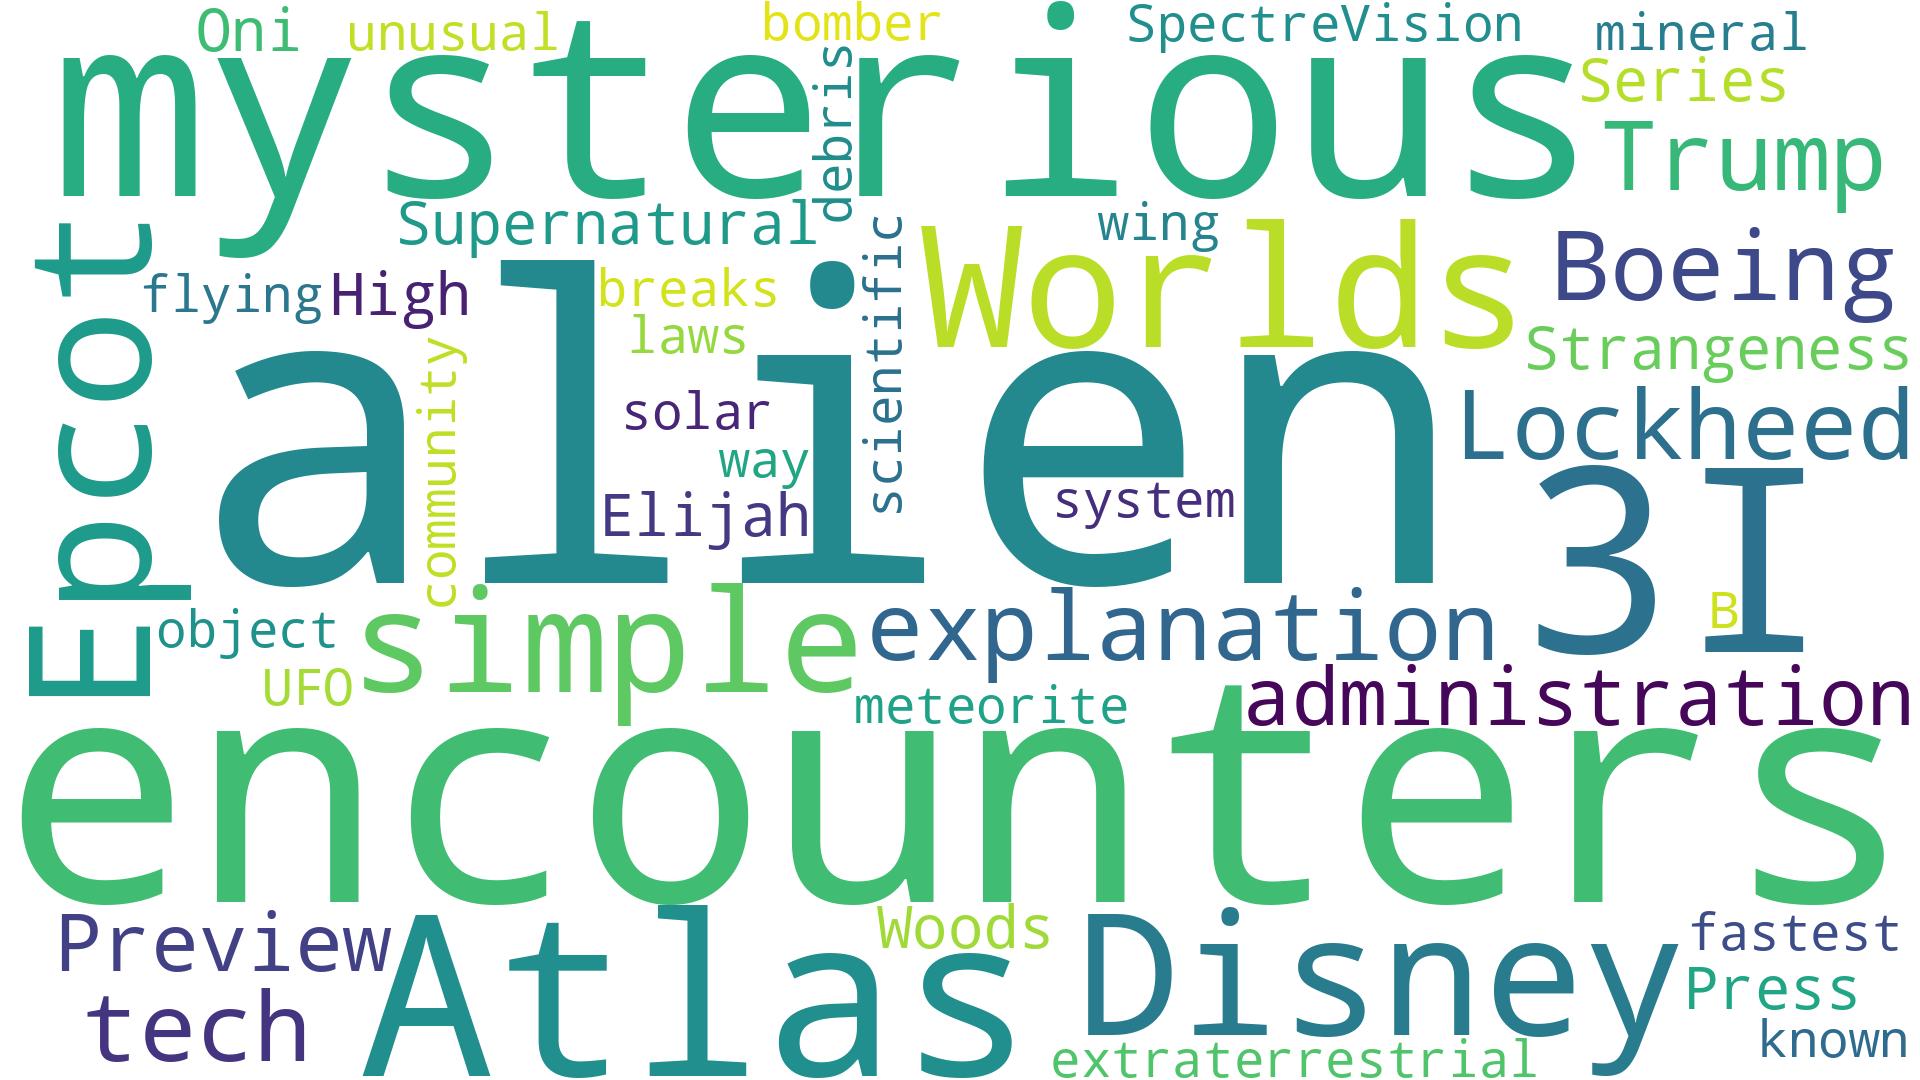 Oni
unusual
bomber
SpectreVision
mineral
mysterious
Series
debris
Trump
Supernatural
wing
Worlds
Boeing
Epcot
flying
High
breaks
scientific
laws
Strangeness
alien
community
solar
Lockheed
way
system
Elijah
3I
object
simple
explanation
B
UFO
meteorite
administration
encounters
Preview
Atlas
Woods
Disney
fastest
tech
Press
known
extraterrestrial